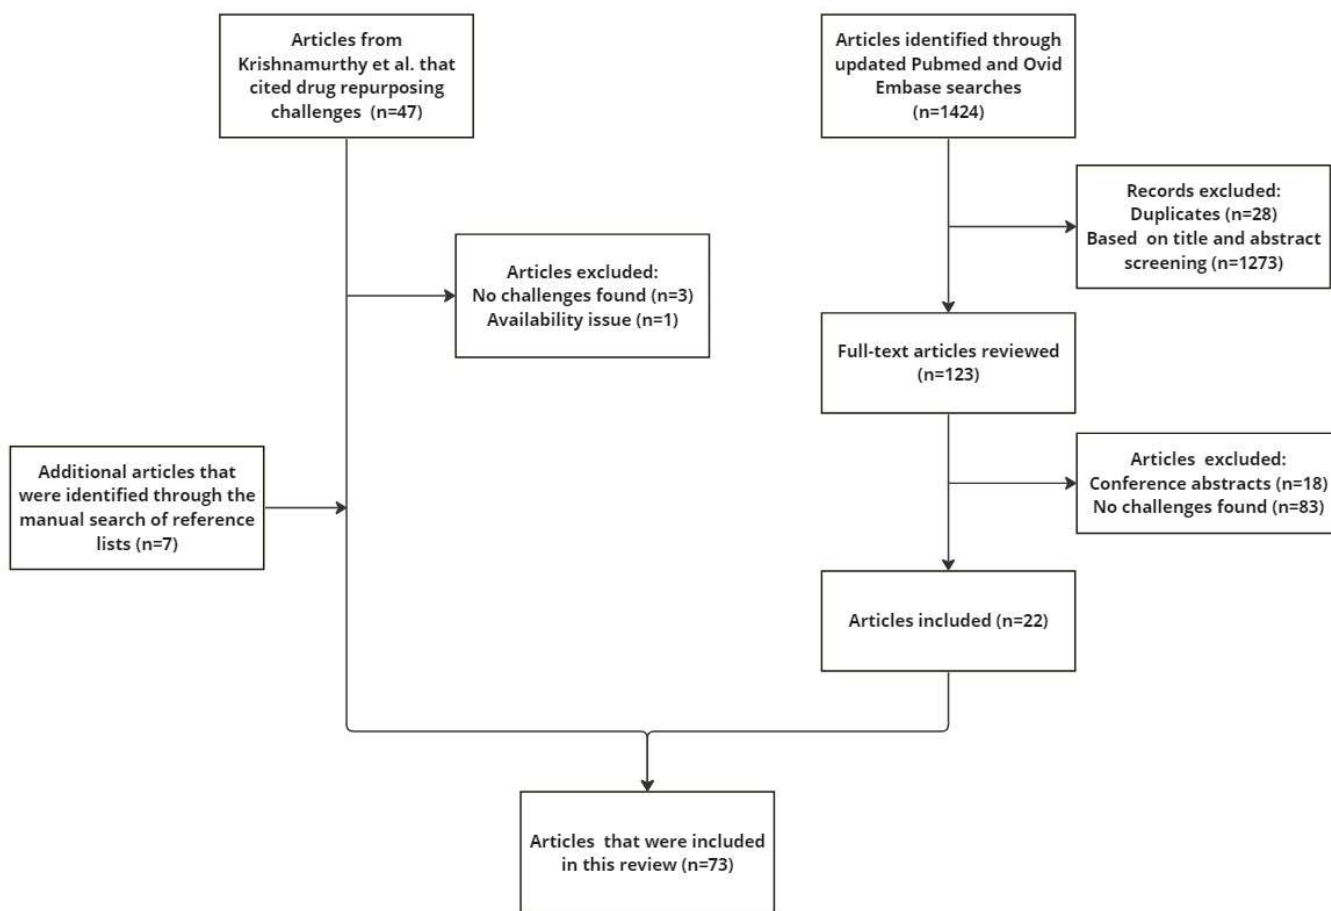 Articles from
Krishnamurthy et al. that
cited drug repurposing
challenges (n=47)
Articles identified through
updated Pubmed and Ovid
Embase searches
(n=1424)
Records excluded:
Duplicates (n=28)
Based on title and abstract
screening (n=1273)
Articles excluded:
No challenges found (n=3)
Availability issue (n=1)
Full-text articles reviewed
(n=123)
Additional articles that
were identified through the
manual search of reference
lists (n=7)
Articles excluded:
Conference abstracts (n=18)
No challenges found (n=83)
Articles included (n=22)
Articles that were included
in this review (n=73)